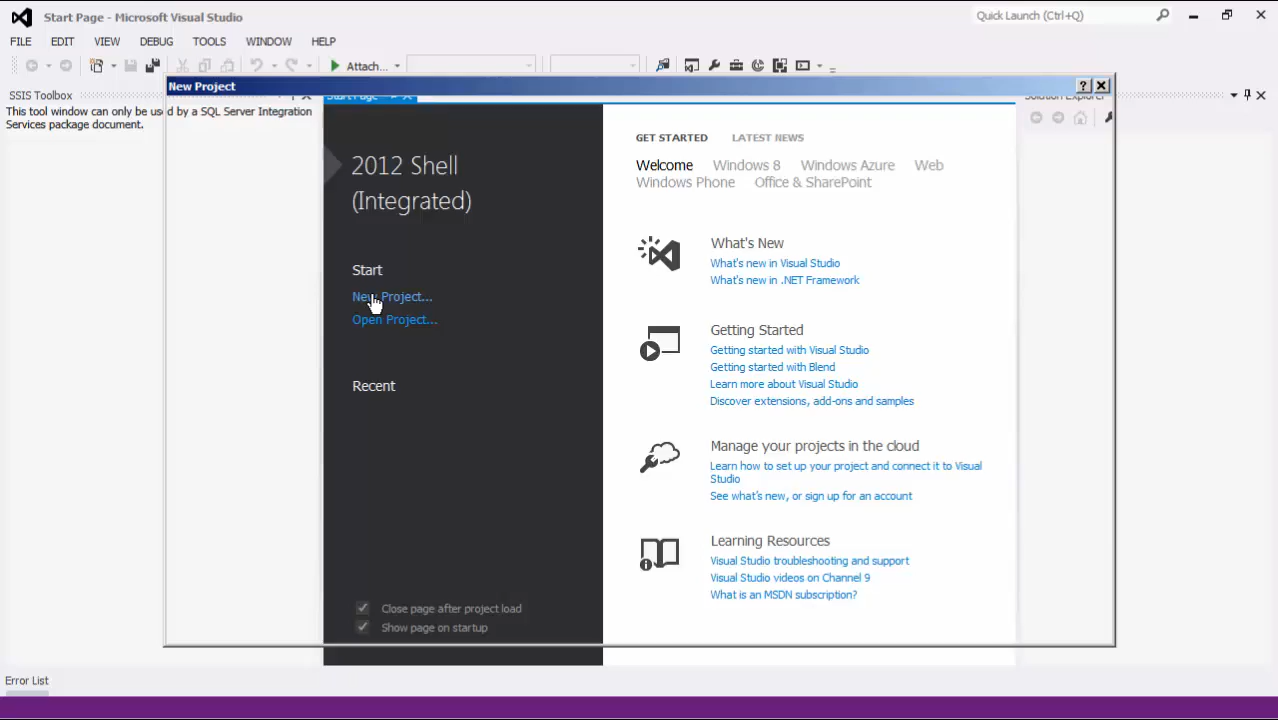 Start Page - Microsoft Visual Studio
Quick Launch (Ctrl+Q)
FILE EDIT VIEW DEBUG TOOLS WINDOW HELP
Attach...
New Project
SSIS Toolbox
This tool window can only be used by a SQL Server Integration
Services package document.
Start Page
Solution Explorer
2012 Shell
(Integrated)
Start
New Project...
Open Project...
Recent
Close page after project load
Show page on startup
GET STARTED LATEST NEWS
Welcome Windows 8 Windows Azure Web
Windows Phone Office & SharePoint
What's New
What's new in Visual Studio
What's new in .NET Framework
Getting Started
Getting started with Visual Studio
Getting started with Blend
Learn more about Visual Studio
Discover extensions, add-ons and samples
Manage your projects in the cloud
Learn how to set up your project and connect it to Visual
Studio
See what's new, or sign up for an account
Learning Resources
Visual Studio troubleshooting and support
Visual Studio videos on Channel 9
What is an MSDN subscription?
Error List